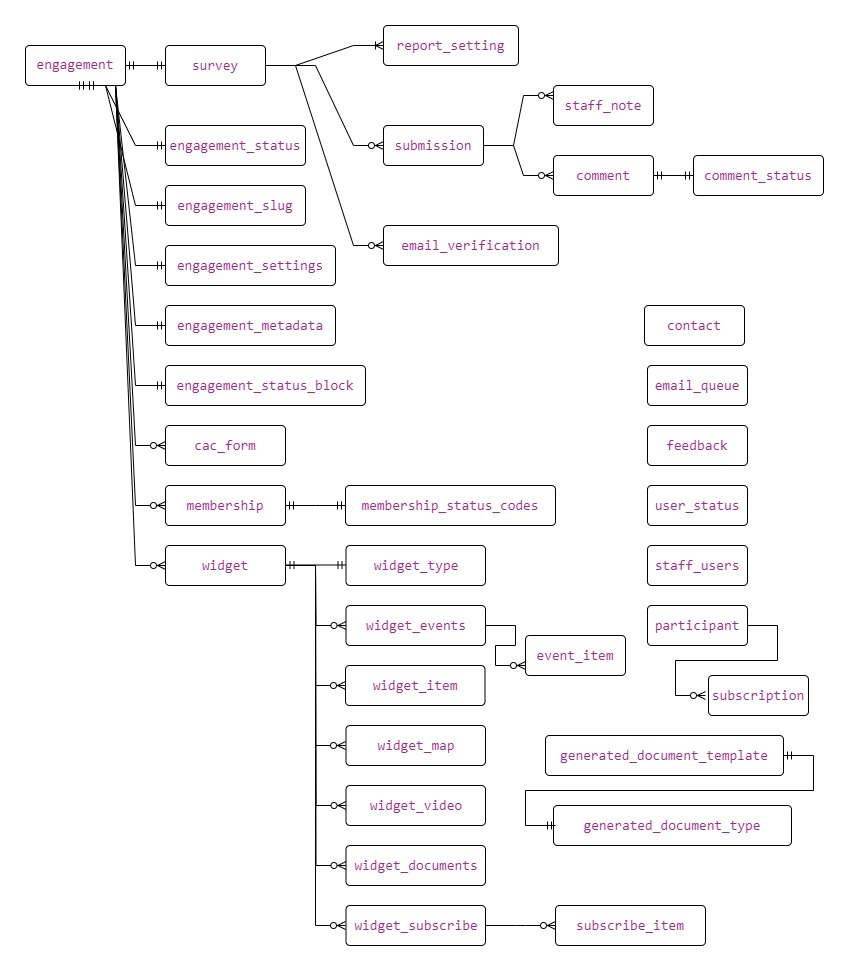 engagement
survey
report_setting
staff_note
engagement_status
submission
comment
comment_status
engagement_slug
email_verification
engagement_settings
engagement_metadata
contact
engagement_status_block
email_queue
cac_form
feedback
membership
membership_status_codes
user_status
widget
widget_type
staff_users
widget_events
participant
event_item
widget_item
subscription
widget_map
generated_document_template
widget_video
generated_document_type
widget_documents
widget_subscribe
subscribe_item